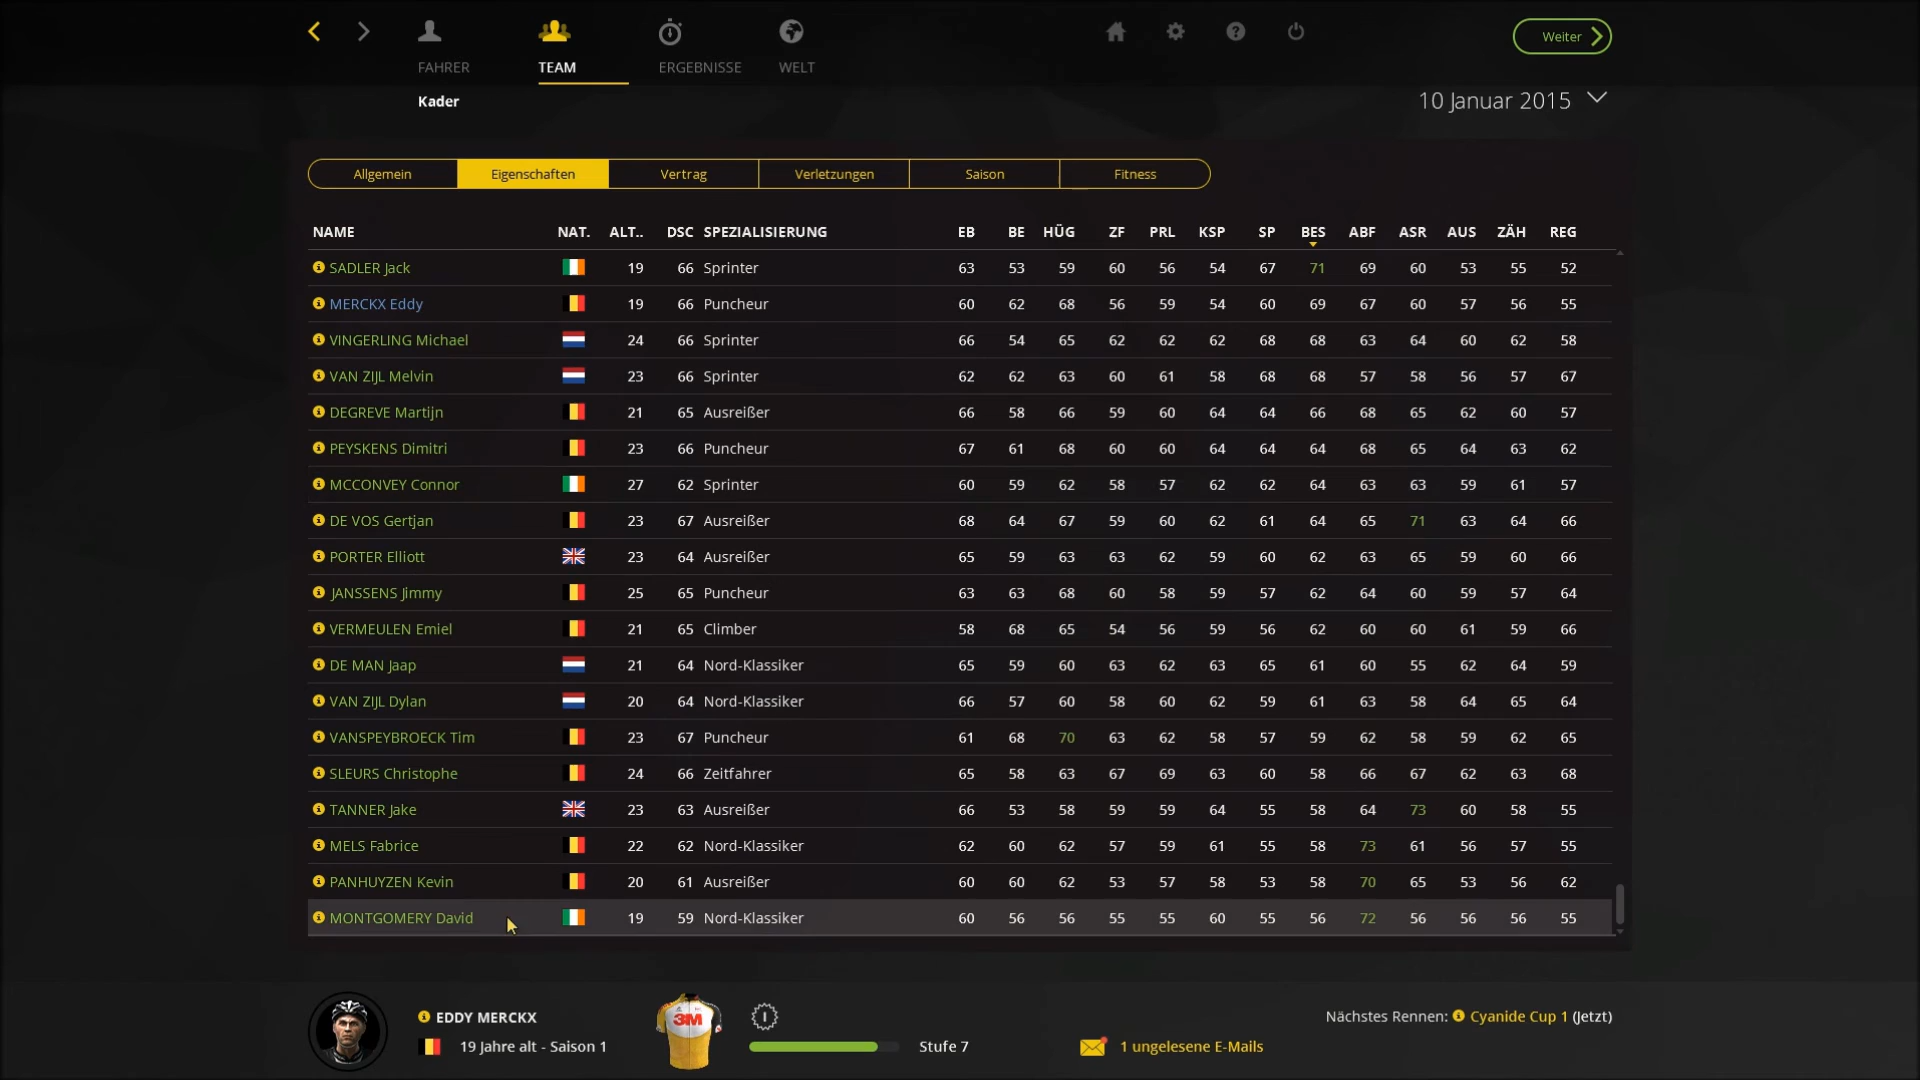 FAHRER TEAM ERGEBNISSE WELT Weiter
Kader 10 Januar 2015
Allgemein Eigenschaften Vertrag Verletzungen Saison Fitness
NAME NAT. ALT.. DSC SPEZIALISIERUNG EB BE HÜG ZF PRL KSP SP BES ABF ASR AUS ZÄH REG
SADLER Jack 19 66 Sprinter 63 53 59 60 56 54 67 71 69 60 53 55 52
MERCKX Eddy 19 66 Puncheur 60 62 68 56 59 54 60 69 67 60 57 56 55
VINGERLING Michael 24 66 Sprinter 66 54 65 62 62 62 68 68 63 64 60 62 58
VAN ZIJL Melvin 23 66 Sprinter 62 62 63 60 61 58 68 68 57 58 56 57 67
DEGREVE Martijn 21 65 Ausreißer 66 58 66 59 60 64 64 66 68 65 62 60 57
PEYSKENS Dimitri 23 66 Puncheur 67 61 68 60 60 64 64 64 68 65 64 63 62
MCCONVEY Connor 27 62 Sprinter 60 59 62 58 57 62 62 64 63 63 59 61 57
DE VOS Gertjan 23 67 Ausreißer 68 64 67 59 60 62 61 64 65 71 63 64 66
PORTER Elliott 23 64 Ausreißer 65 59 63 63 62 59 60 62 63 65 59 60 66
JANSSENS Jimmy 25 65 Puncheur 63 63 68 60 58 59 57 62 64 60 59 57 64
VERMEULEN Emiel 21 65 Climber 58 68 65 54 56 59 56 62 60 60 61 59 66
DE MAN Jaap 21 64 Nord-Klassiker 65 59 60 63 62 63 65 61 60 55 62 64 59
VAN ZIJL Dylan 20 64 Nord-Klassiker 66 57 60 58 60 62 59 61 63 58 64 65 64
VANSPEYBROECK Tim 23 67 Puncheur 61 68 70 63 62 58 57 59 62 58 59 62 65
SLEURS Christophe 24 66 Zeitfahrer 65 58 63 67 69 63 60 58 66 67 62 63 68
TANNER Jake 23 63 Ausreißer 66 53 58 59 59 64 55 58 64 73 60 58 55
MELS Fabrice 22 62 Nord-Klassiker 62 60 62 57 59 61 55 58 73 61 56 57 55
PANHUYZEN Kevin 20 61 Ausreißer 60 60 62 53 57 58 53 58 70 65 53 56 62
MONTGOMERY David 19 59 Nord-Klassiker 60 56 56 55 55 60 55 56 72 56 56 56 55
EDDY MERCKX 3M Nächstes Rennen: Cyanide Cup 1 (Jetzt)
19 Jahre alt - Saison 1 Stufe 7 1 ungelesene E-Mails